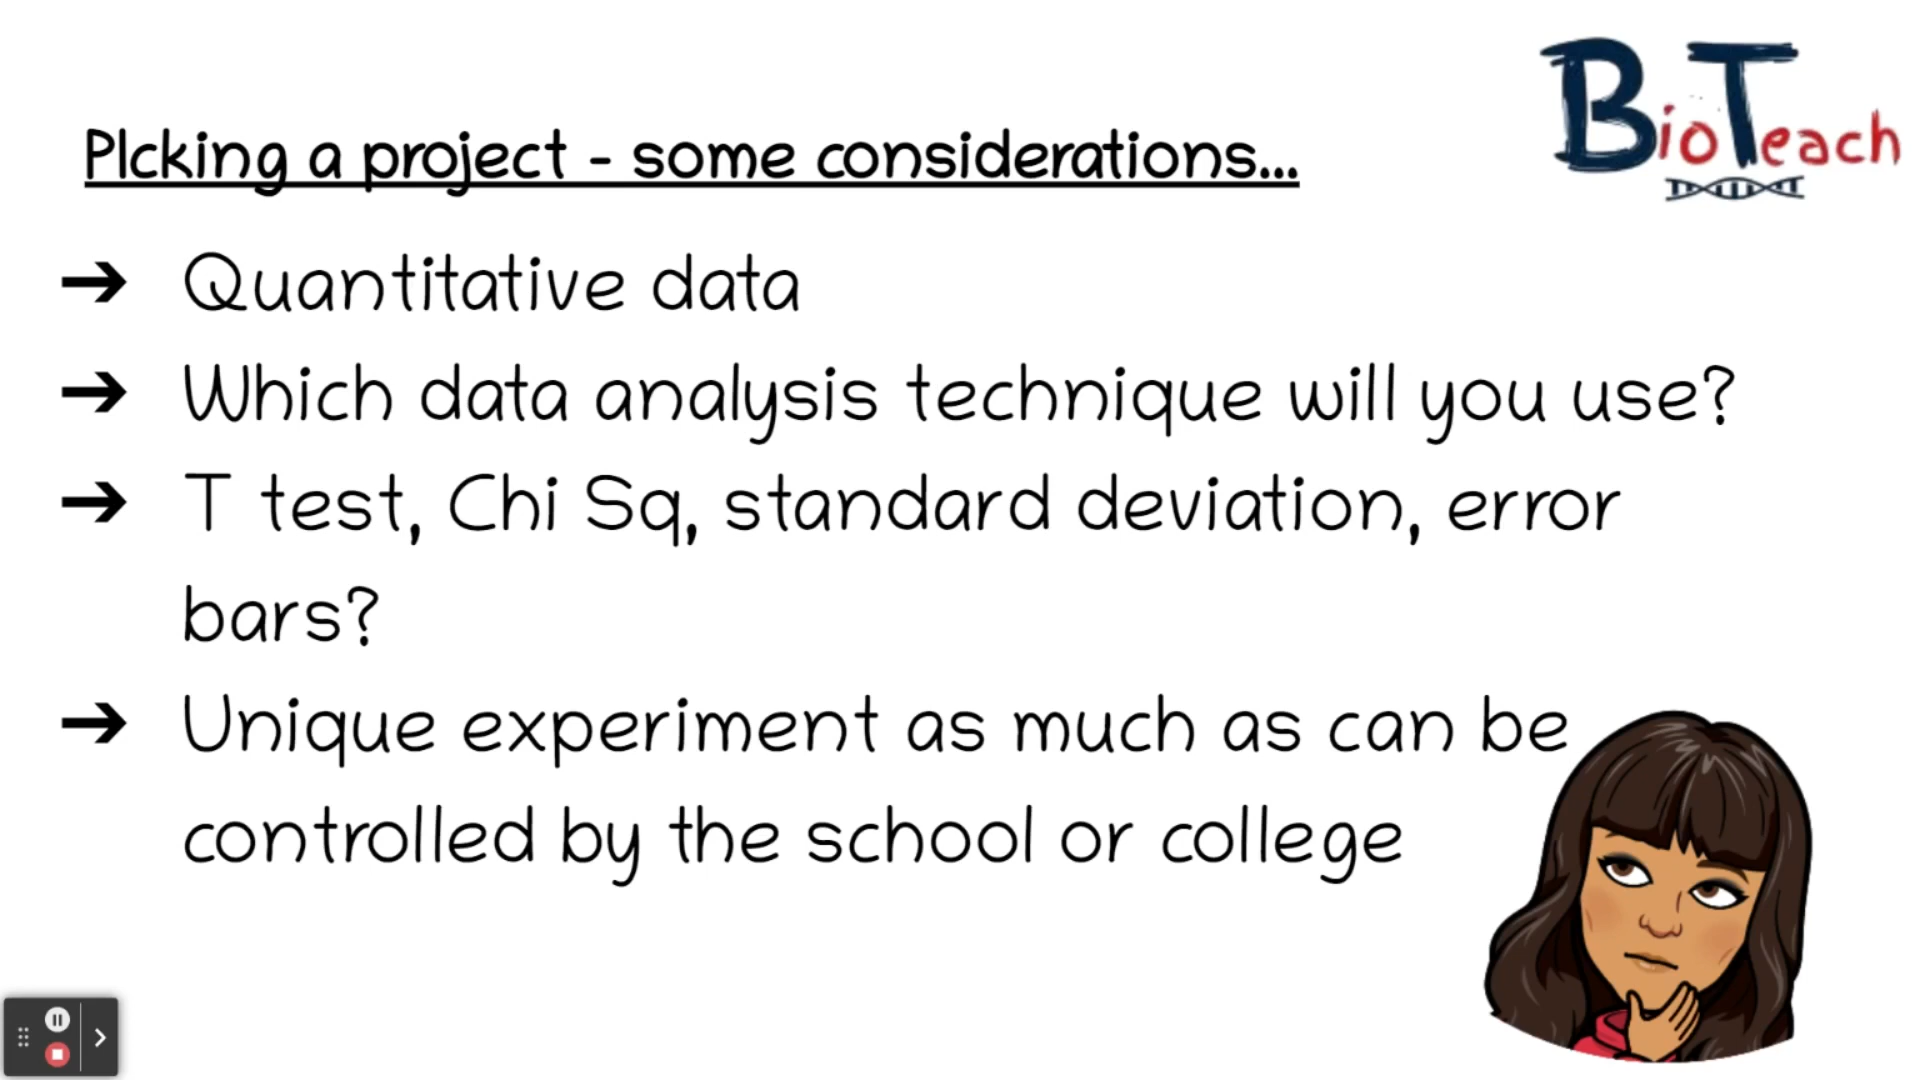 BioTeach
PIcking a project - some considerations...
➔ Quantitative data
➔ Which data analysis technique will you use?
➔ T test, Chi Sq, standard deviation, error
bars?
➔ Unique experiment as much as can be
controlled by the school or college